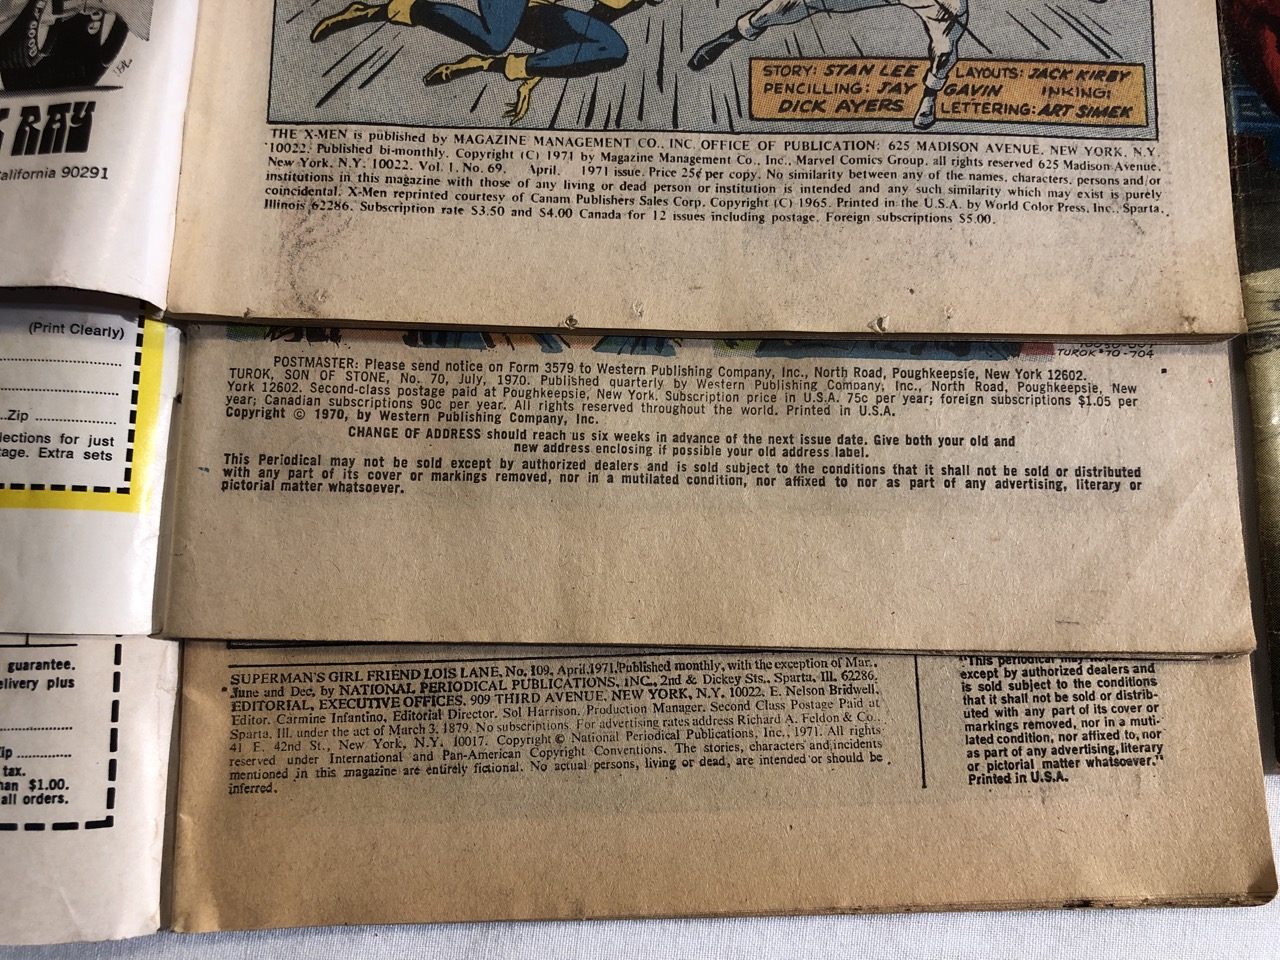 RAY
California 90291
STORY: STAN LEE LAYOUTS: JACK KIRBY
PENCILLING: JAY GAVIN INKING:
DICK AYERS LETTERING: ART SIMEK
THE X-MEN is published by MAGAZINE MANAGEMENT CO., INC. OFFICE OF PUBLICATION: 625 MADISON AVENUE, NEW YORK, N.Y.
10022. Published bi-monthly. Copyright (C) 1971 by Magazine Management Co., Inc., Marvel Comics Group, all rights reserved 625 Madison Avenue,
New York, N.Y. 10022. Vol. 1, No. 69, April, 1971 issue. Price 25¢ per copy. No similarity between any of the names, characters, persons and/or
institutions in this magazine with those of any living or dead person or institution is intended and any such similarity which may exist is purely
coincidental. X-Men reprinted courtesy of Canam Publishers Sales Corp. Copyright (C) 1965. Printed in the U.S.A. by World Color Press, Inc., Sparta,
Illinois 62286. Subscription rate $3.50 and $4.00 Canada for 12 issues including postage. Foreign subscriptions $5.00.
(Print Clearly)
Zip
lections for just
tage. Extra sets
TUROK #70-704
POSTMASTER: Please send notice on Form 3579 to Western Publishing Company, Inc., North Road, Poughkeepsie, New York 12602.
TUROK, SON OF STONE, No. 70, July, 1970. Published quarterly by Western Publishing Company, Inc., North Road, Poughkeepsie, New
York 12602. Second-class postage paid at Poughkeepsie, New York. Subscription price in U.S.A. 75c per year; foreign subscriptions $1.05 per
year; Canadian subscriptions 90c per year. All rights reserved throughout the world. Printed in U.S.A.
Copyright © 1970, by Western Publishing Company, Inc.
CHANGE OF ADDRESS should reach us six weeks in advance of the next issue date. Give both your old and
new address enclosing if possible your old address label.
This Periodical may not be sold except by authorized dealers and is sold subject to the conditions that it shall not be sold or distributed
with any part of its cover or markings removed, nor in a mutilated condition, nor affixed to nor as part of any advertising, literary or
pictorial matter whatsoever.
guarantee.
elivery plus
Zip
tax.
han $1.00.
all orders.
SUPERMAN'S GIRL FRIEND LOIS LANE, No. 109, April, 1971. Published monthly, with the exception of Mar.,
June and Dec. by NATIONAL PERIODICAL PUBLICATIONS, INC., 2nd & Dickey Sts., Sparta, Ill. 62286.
EDITORIAL, EXECUTIVE OFFICES, 909 THIRD AVENUE, NEW YORK, N.Y. 10022. E. Nelson Bridwell,
Editor. Carmine Infantino, Editorial Director. Sol Harrison, Production Manager. Second Class Postage Paid at
Sparta, Ill. under the act of March 3, 1879. No subscriptions. For advertising rates address Richard A. Feldon & Co.,
41 E. 42nd St., New York, N.Y. 10017. Copyright © National Periodical Publications, Inc., 1971. All rights
reserved under International and Pan-American Copyright Conventions. The stories, characters and incidents
mentioned in this magazine are entirely fictional. No actual persons, living or dead, are intended or should be
inferred.
"This periodical may not be sold
except by authorized dealers and
is sold subject to the conditions
that it shall not be sold or distrib-
uted with any part of its cover or
markings removed, nor in a muti-
lated condition, nor affixed to, nor
as part of any advertising, literary
or pictorial matter whatsoever."
Printed in U.S.A.